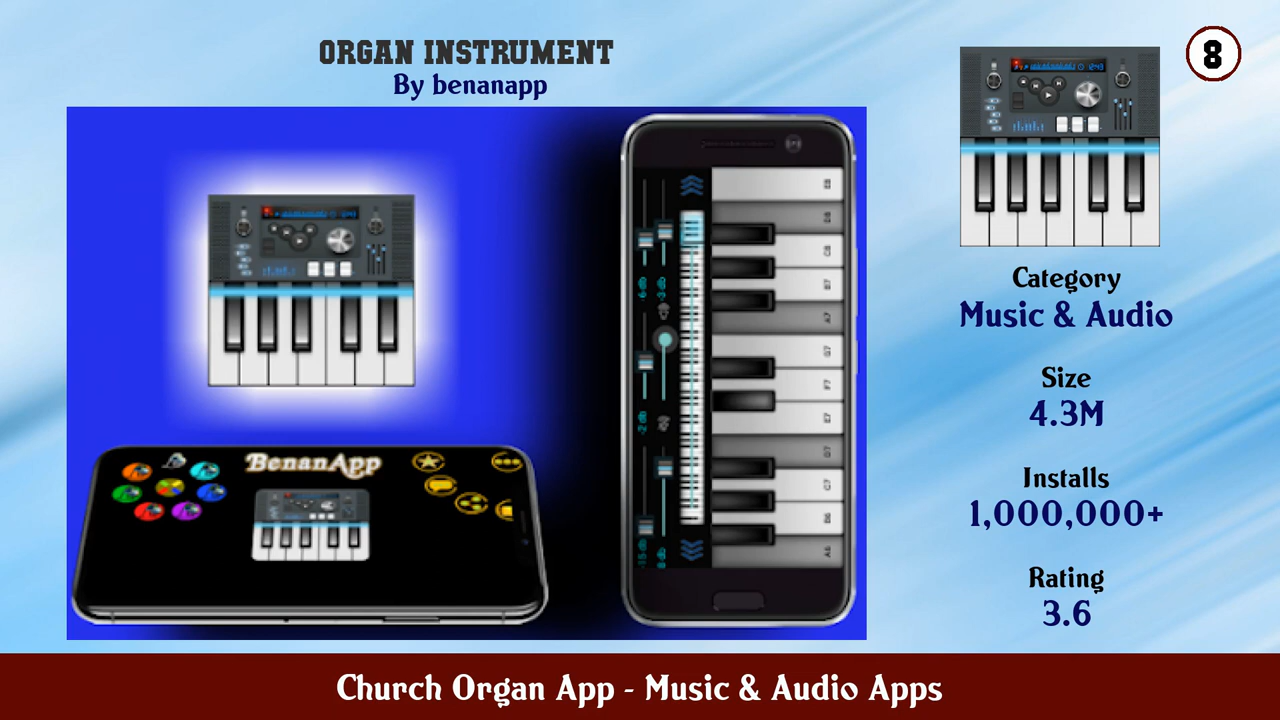 ORGAN INSTRUMENT
By benanapp
8
BenanApp
Category
Music & Audio
Size
4.3M
Installs
1,000,000+
Rating
3.6
Church Organ App - Music & Audio Apps